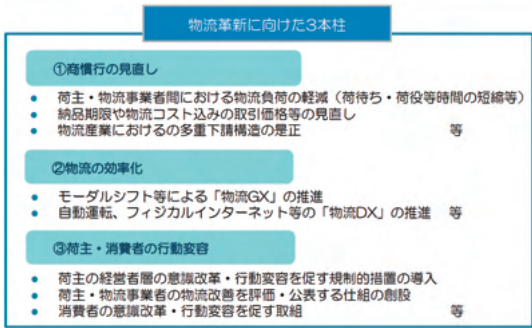 物流革新に向けた3本柱
①商慣行の見直し
• 荷主・物流事業者間における物流負荷の軽減（荷待ち・荷役等時間の短縮等）
• 納品期限や物流コスト込みの取引価格等の見直し
• 物流産業におけるの多重下請構造の是正 等
②物流の効率化
• モーダルシフト等による「物流GX」の推進
• 自動運転、フィジカルインターネット等の「物流DX」の推進 等
③荷主・消費者の行動変容
• 荷主の経営者層の意識改革・行動変容を促す規制的措置の導入
• 荷主・物流事業者の物流改善を評価・公表する仕組の創設
• 消費者の意識改革・行動変容を促す取組 等